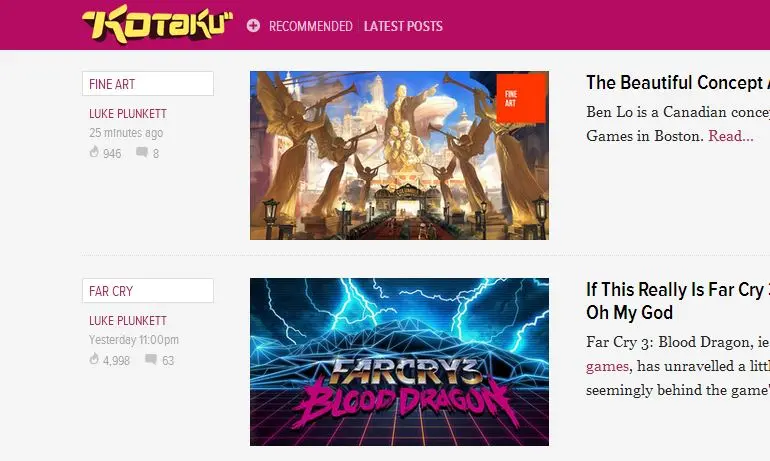 "KOTAKU"
RECOMMENDED | LATEST POSTS
FINE ART
LUKE PLUNKETT
25 minutes ago
946 8
FINE
ART
COLUMBIA
The Beautiful Concept A
Ben Lo is a Canadian concep
Games in Boston. Read...
FAR CRY
LUKE PLUNKETT
Yesterday 11:00pm
4,998 63
FARCRY3
BLOOD DRAGON
If This Really Is Far Cry 3
Oh My God
Far Cry 3: Blood Dragon, ie
games, has unravelled a littl
seemingly behind the game'